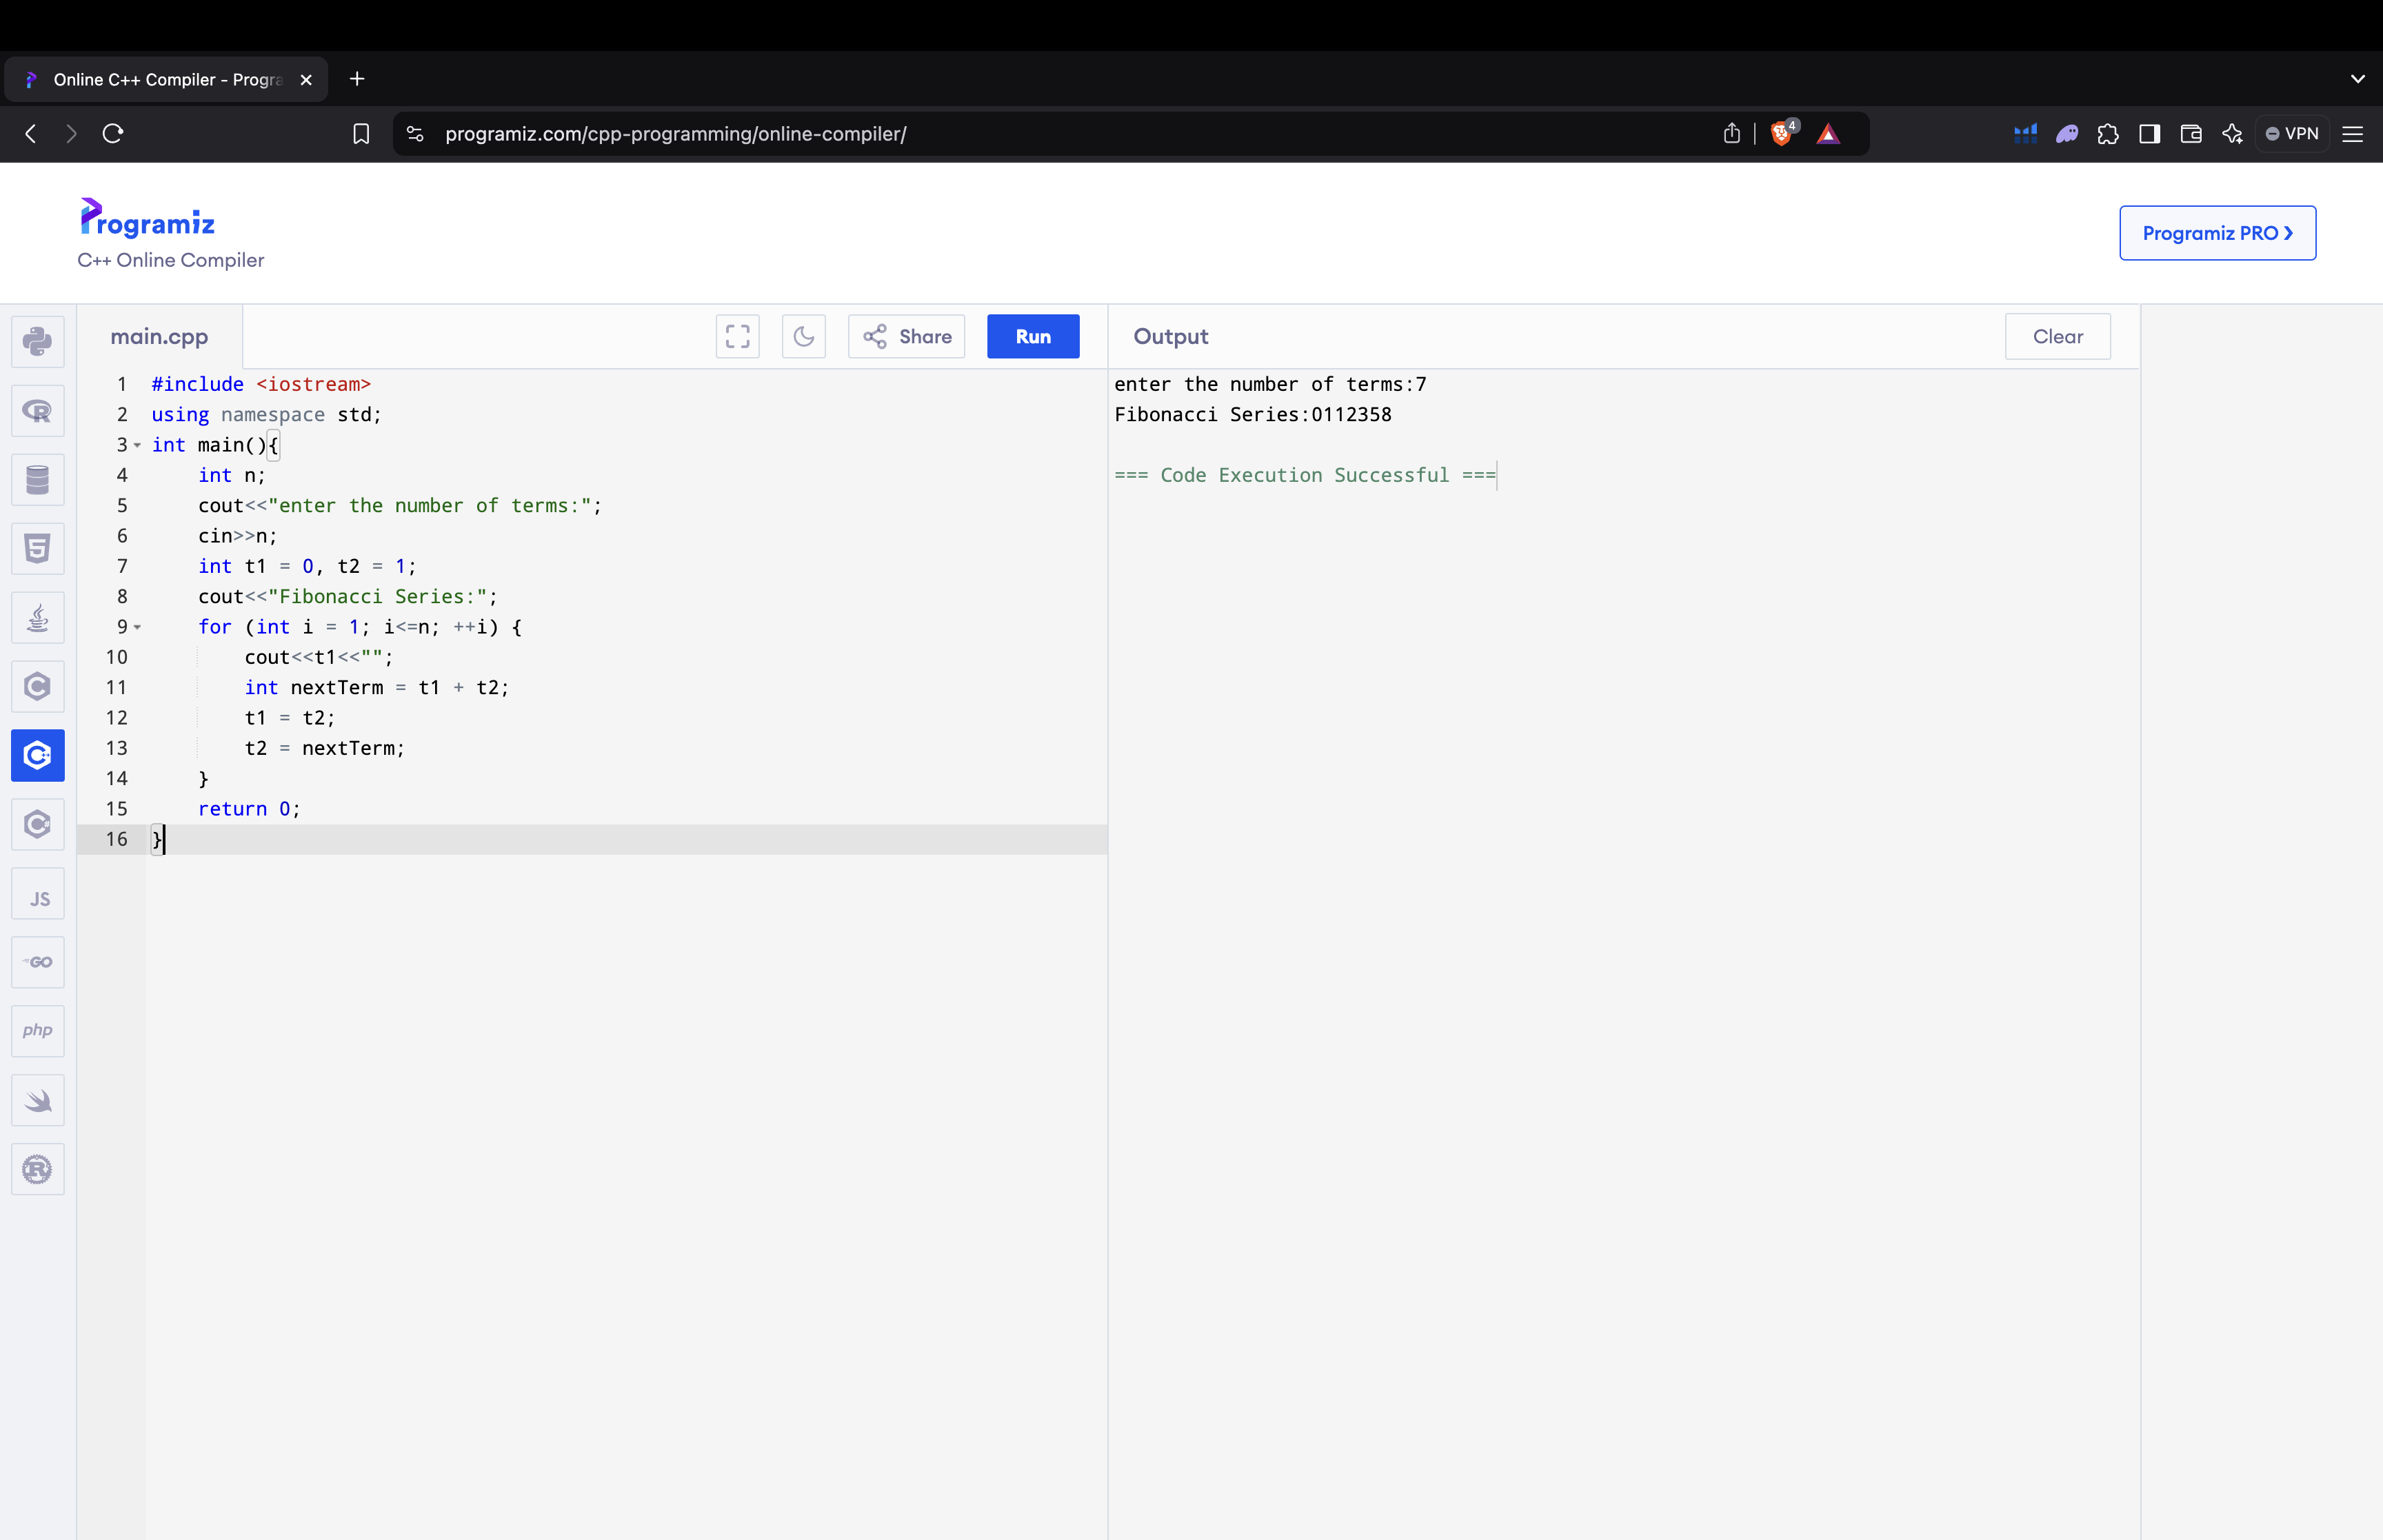 Online C++ Compiler - Progra
programiz.com/cpp-programming/online-compiler/
4
VPN
Programiz
C++ Online Compiler
Programiz PRO ❯
main.cpp
Share
Run
Output
Clear
1 #include <iostream>
2 using namespace std;
3 int main(){
4     int n;
5     cout<<"enter the number of terms:";
6     cin>>n;
7     int t1 = 0, t2 = 1;
8     cout<<"Fibonacci Series:";
9     for (int i = 1; i<=n; ++i) {
10         cout<<t1<<"";
11         int nextTerm = t1 + t2;
12         t1 = t2;
13         t2 = nextTerm;
14     }
15     return 0;
16 }
enter the number of terms:7
Fibonacci Series:0112358
=== Code Execution Successful ===
R
5
C
C++
C#
JS
GO
php
R